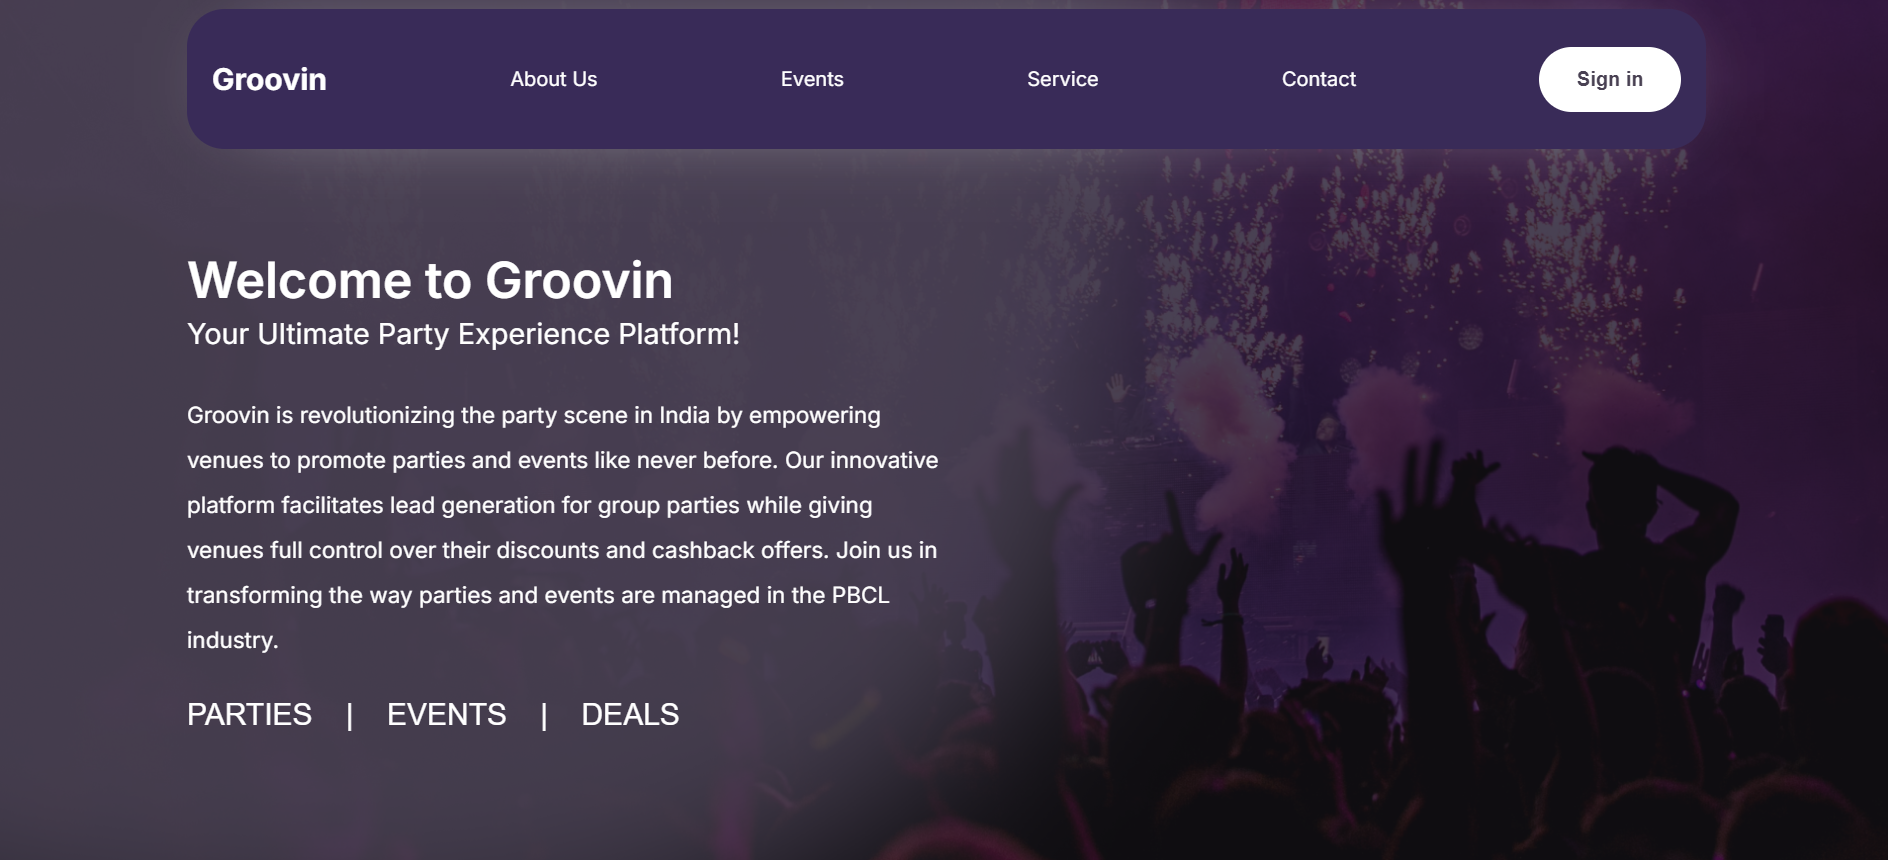 Groovin
About Us
Events
Service
Contact
Sign in
Welcome to Groovin
Your Ultimate Party Experience Platform!
Groovin is revolutionizing the party scene in India by empowering
venues to promote parties and events like never before. Our innovative
platform facilitates lead generation for group parties while giving
venues full control over their discounts and cashback offers. Join us in
transforming the way parties and events are managed in the PBCL
industry.
PARTIES | EVENTS | DEALS